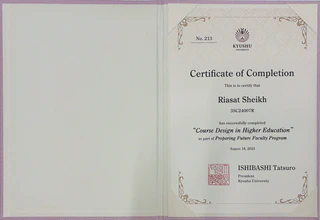 No. 215
KYUSHU
UNIVERSITY
Certificate of Completion
This is to certify that
Riasat Sheikh
has successfully completed
"Course Design in Higher Education"
as part of Preparing Future Faculty Program
ISHIBASHI Tatsuro
President
Kyushu University